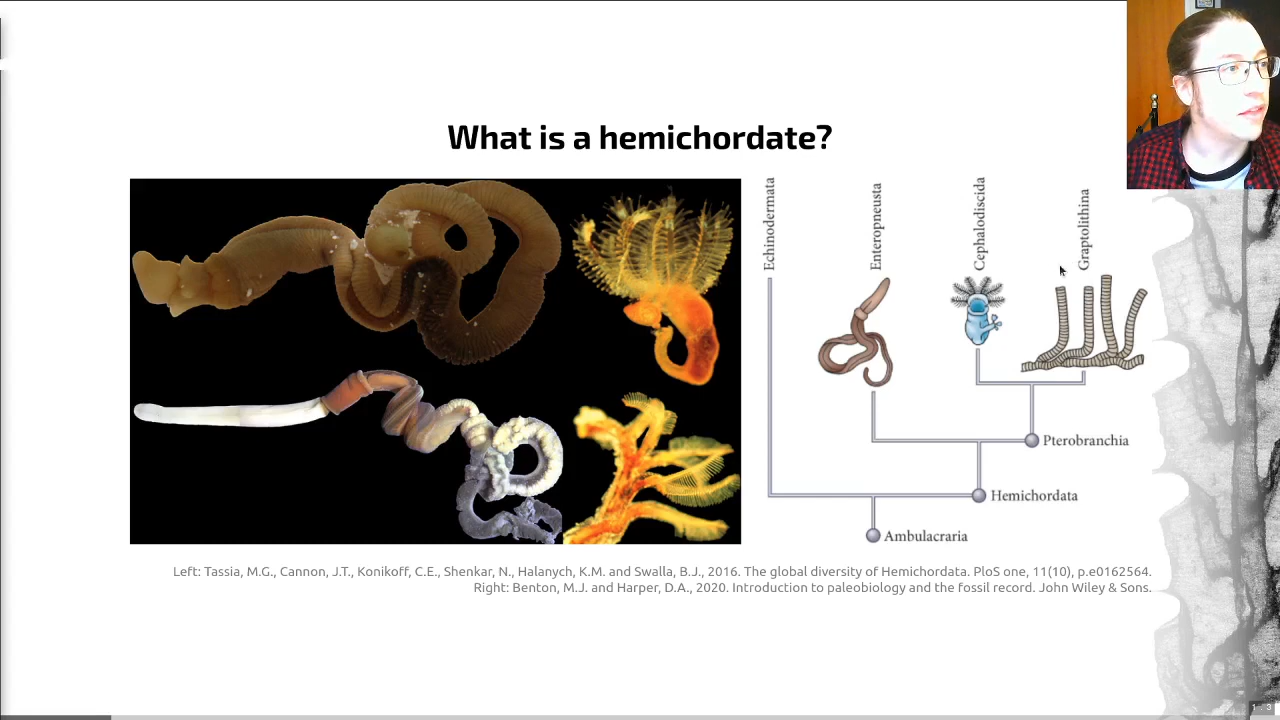 What is a hemichordate?
Echinodermata
Enteropneusta
Cephalodiscida
Graptolithina
Pterobranchia
Hemichordata
Ambulacraria
Left: Tassia, M.G., Cannon, J.T., Konikoff, C.E., Shenkar, N., Halanych, K.M. and Swalla, B.J., 2016. The global diversity of Hemichordata. PloS one, 11(10), p.e0162564.
Right: Benton, M.J. and Harper, D.A., 2020. Introduction to paleobiology and the fossil record. John Wiley & Sons.
1 / 3